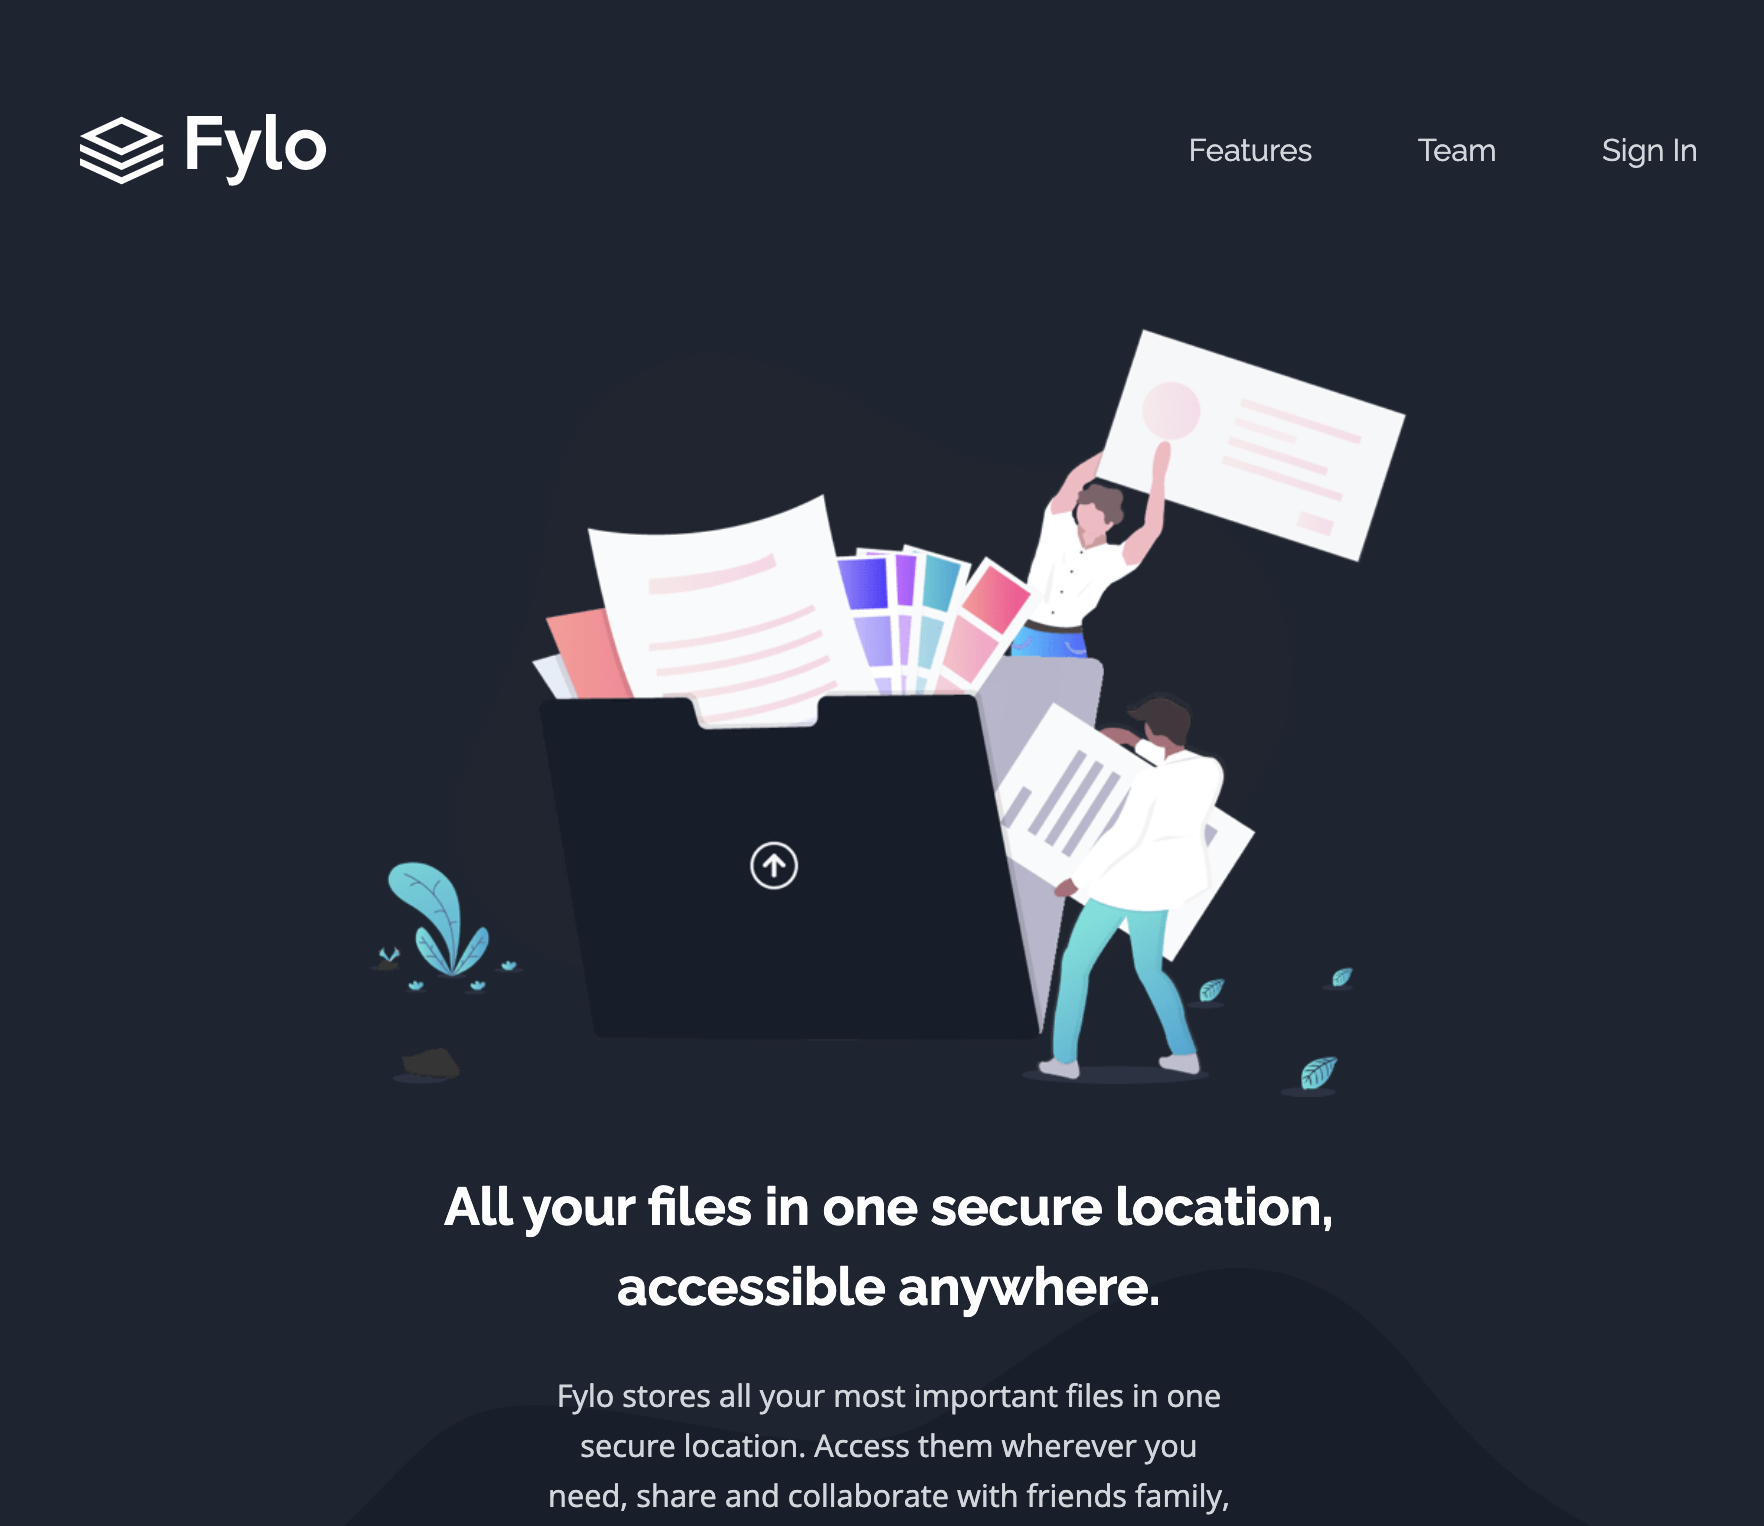 Fylo
Features
Team
Sign In
All your files in one secure location,
accessible anywhere.
Fylo stores all your most important files in one
secure location. Access them wherever you
need, share and collaborate with friends family,